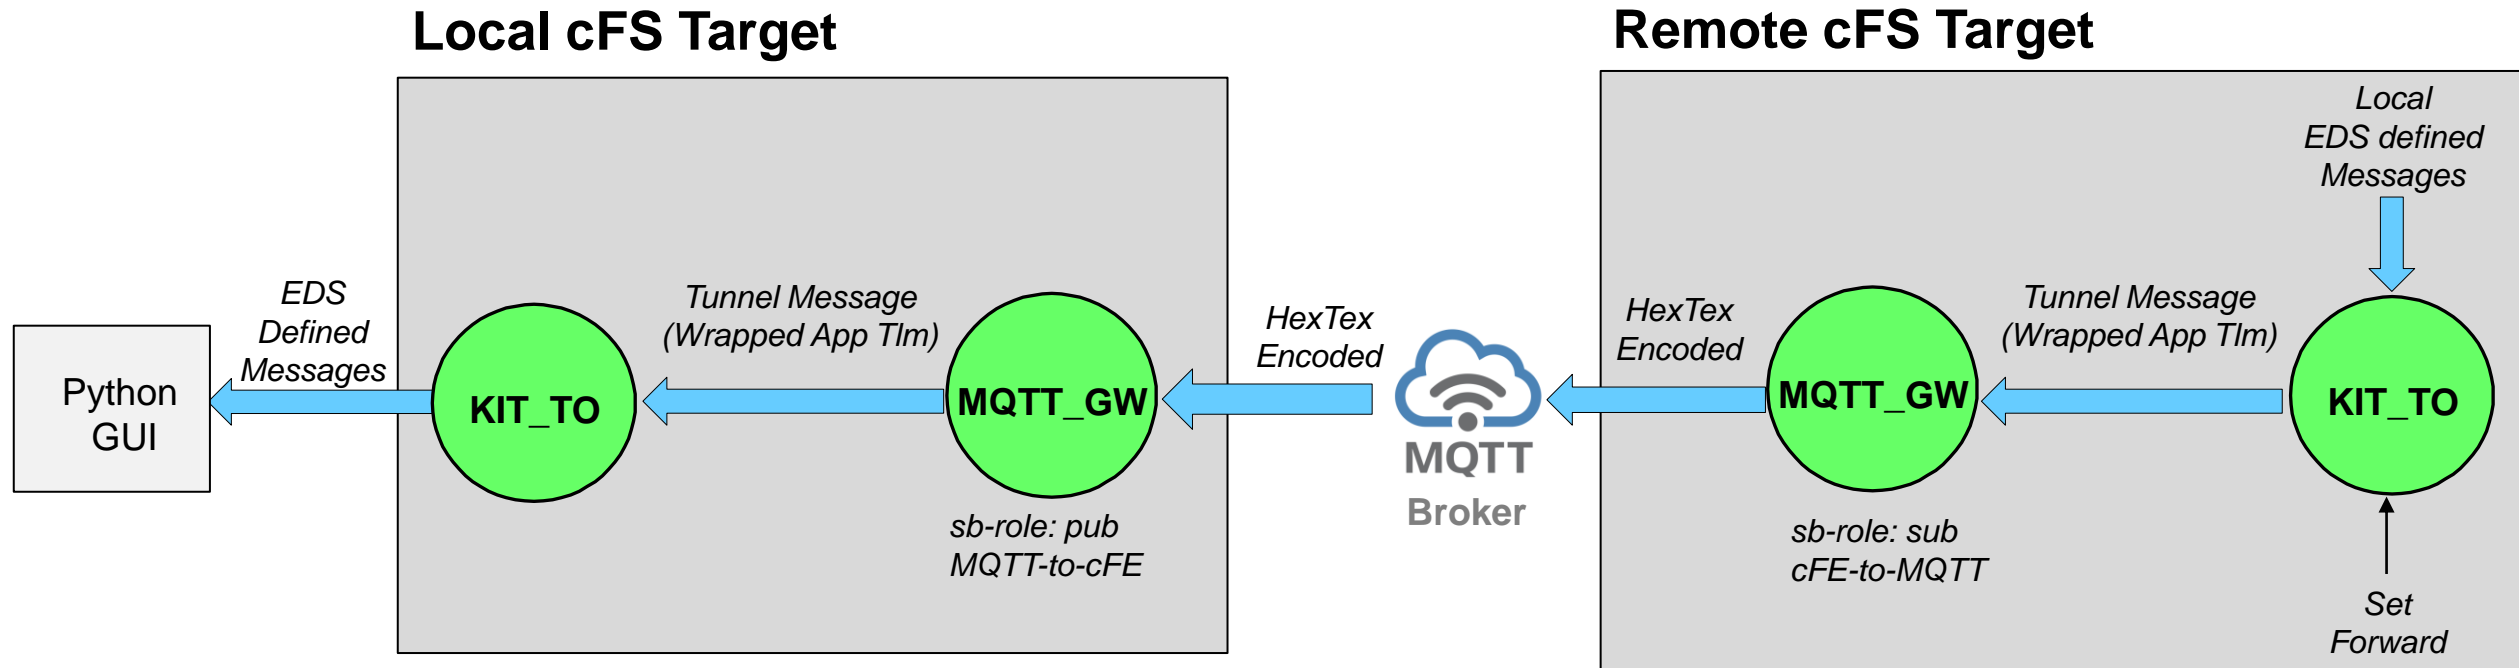 Local cFS Target
Remote cFS Target
Python
GUI
EDS
Defined
Messages
KIT_TO
Tunnel Message
(Wrapped App Tlm)
MQTT_GW
sb-role: pub
MQTT-to-cFE
HexTex
Encoded
MQTT
Broker
HexTex
Encoded
MQTT_GW
sb-role: sub
cFE-to-MQTT
Tunnel Message
(Wrapped App Tlm)
Local
EDS defined
Messages
KIT_TO
Set
Forward